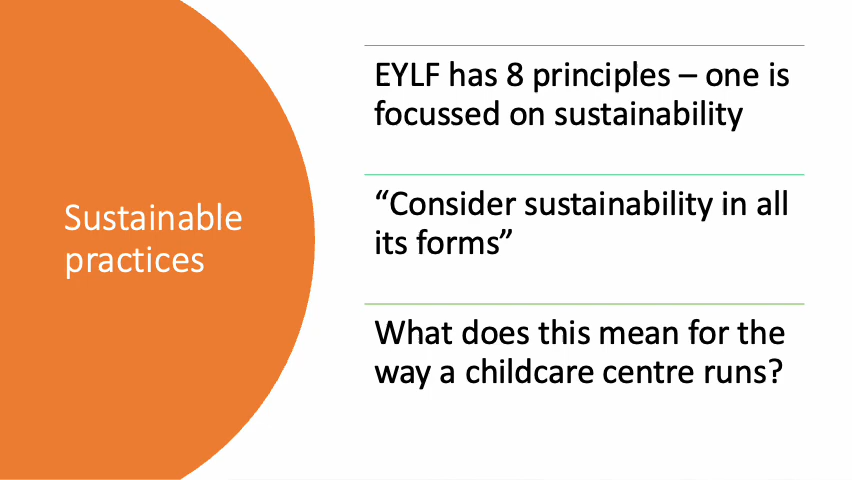 Sustainable
practices
EYLF has 8 principles – one is
focussed on sustainability
“Consider sustainability in all
its forms”
What does this mean for the
way a childcare centre runs?